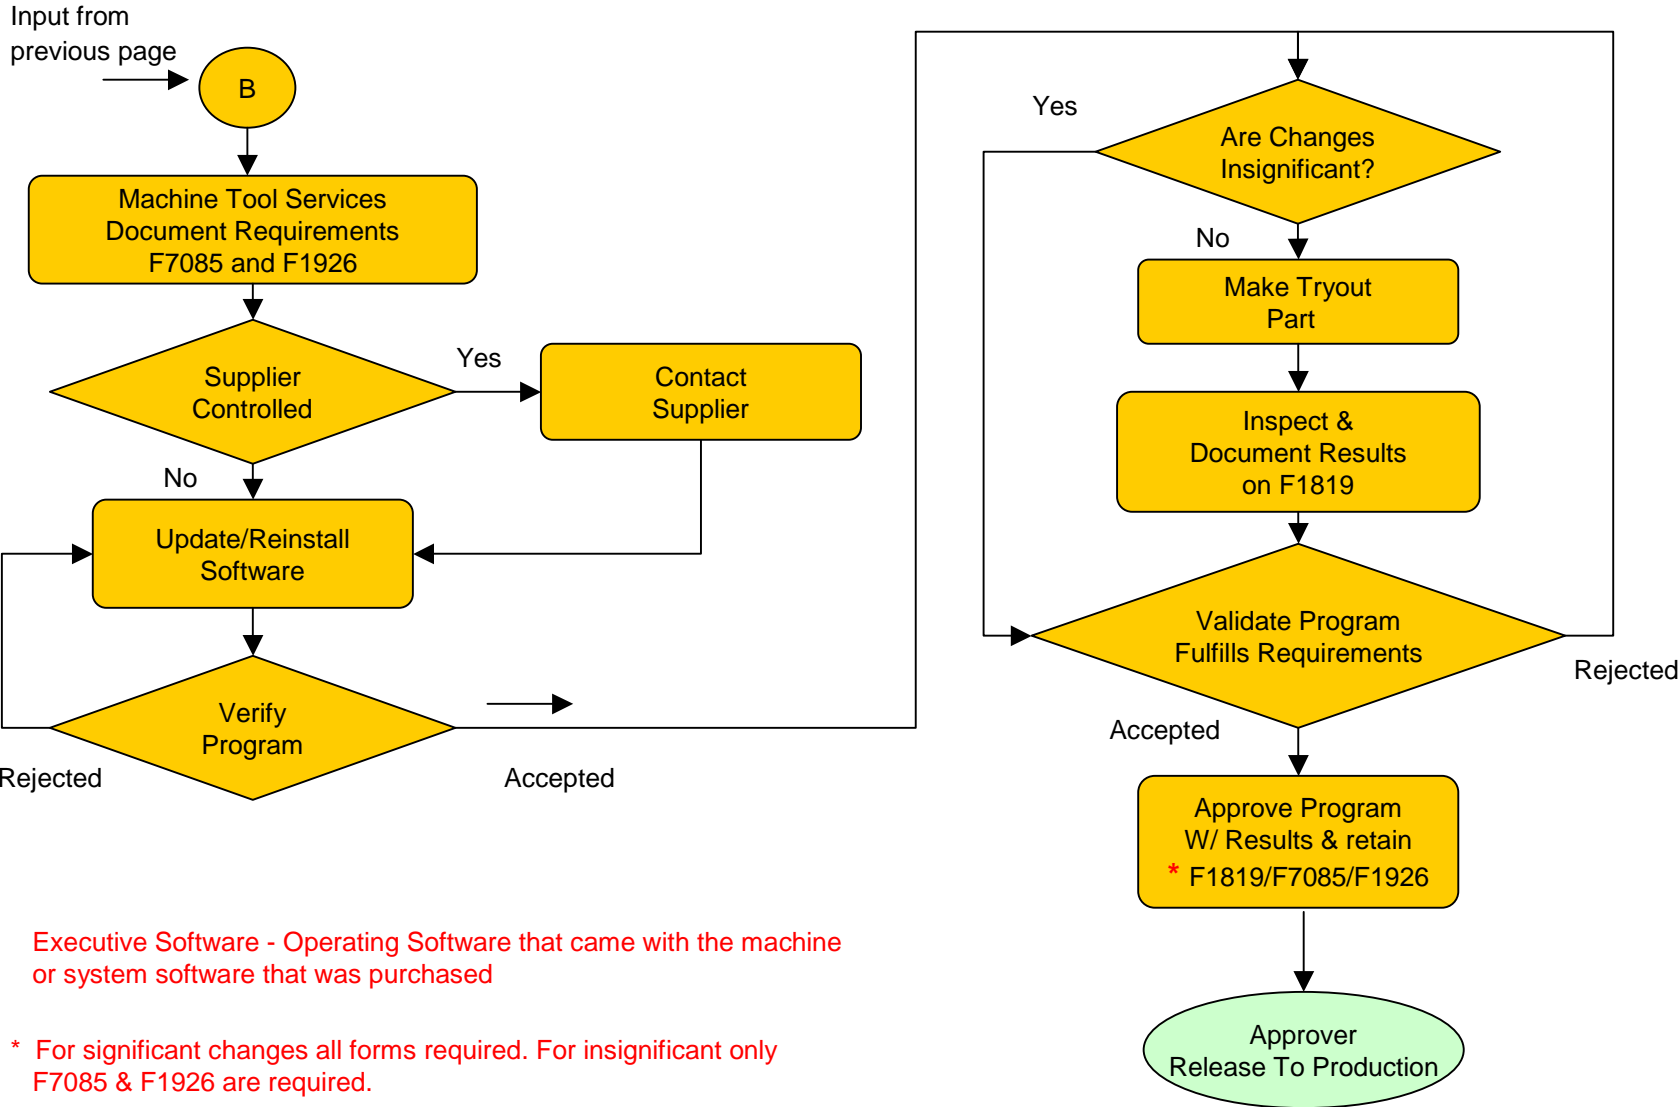 Input from
previous page
B
Machine Tool Services
Document Requirements
F7085 and F1926
Supplier
Controlled
Yes
Contact
Supplier
No
Update/Reinstall
Software
Verify
Program
Rejected
Accepted
Are Changes
Insignificant?
Yes
No
Make Tryout
Part
Inspect &
Document Results
on F1819
Validate Program
Fulfills Requirements
Rejected
Accepted
Approve Program
W/ Results & retain
* F1819/F7085/F1926
Approver
Release To Production
Executive Software - Operating Software that came with the machine
or system software that was purchased
* For significant changes all forms required. For insignificant only
F7085 & F1926 are required.